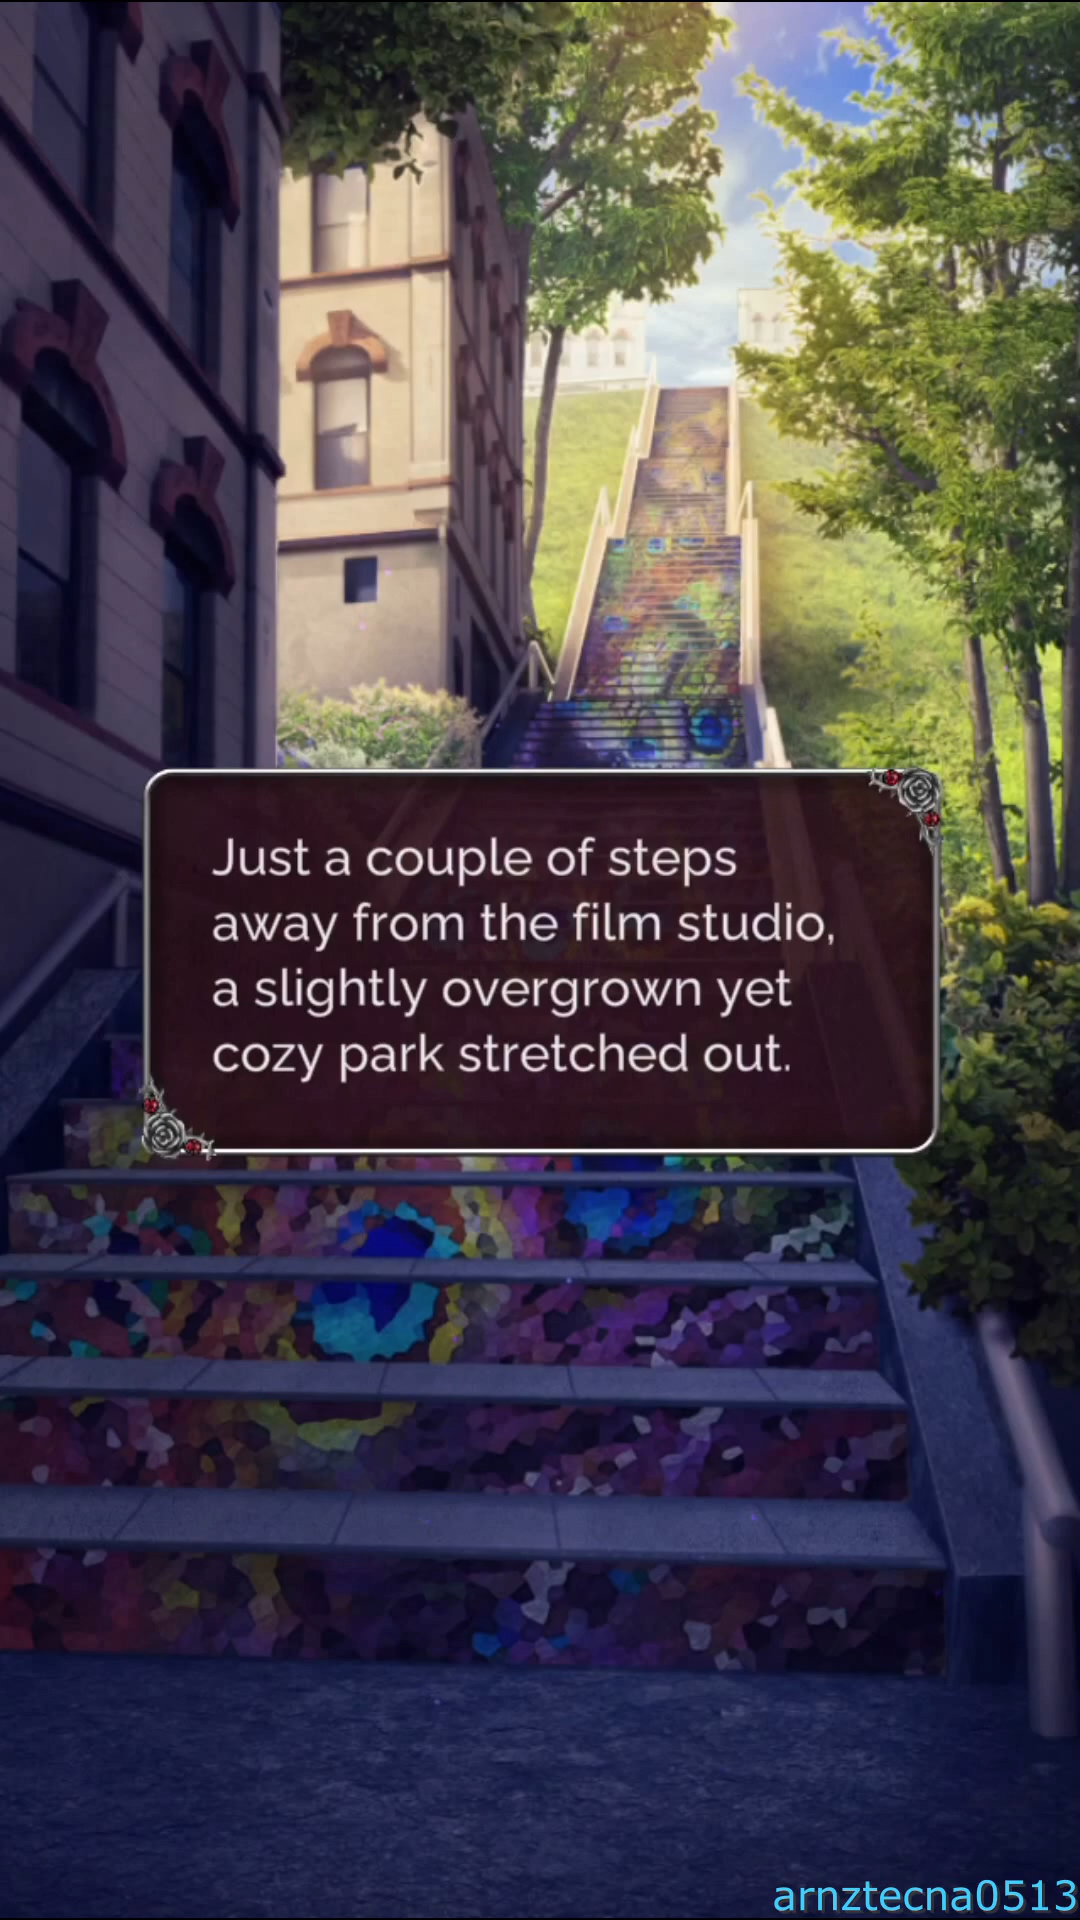 Just a couple of steps
away from the film studio,
a slightly overgrown yet
cozy park stretched out.
arnztecna0513